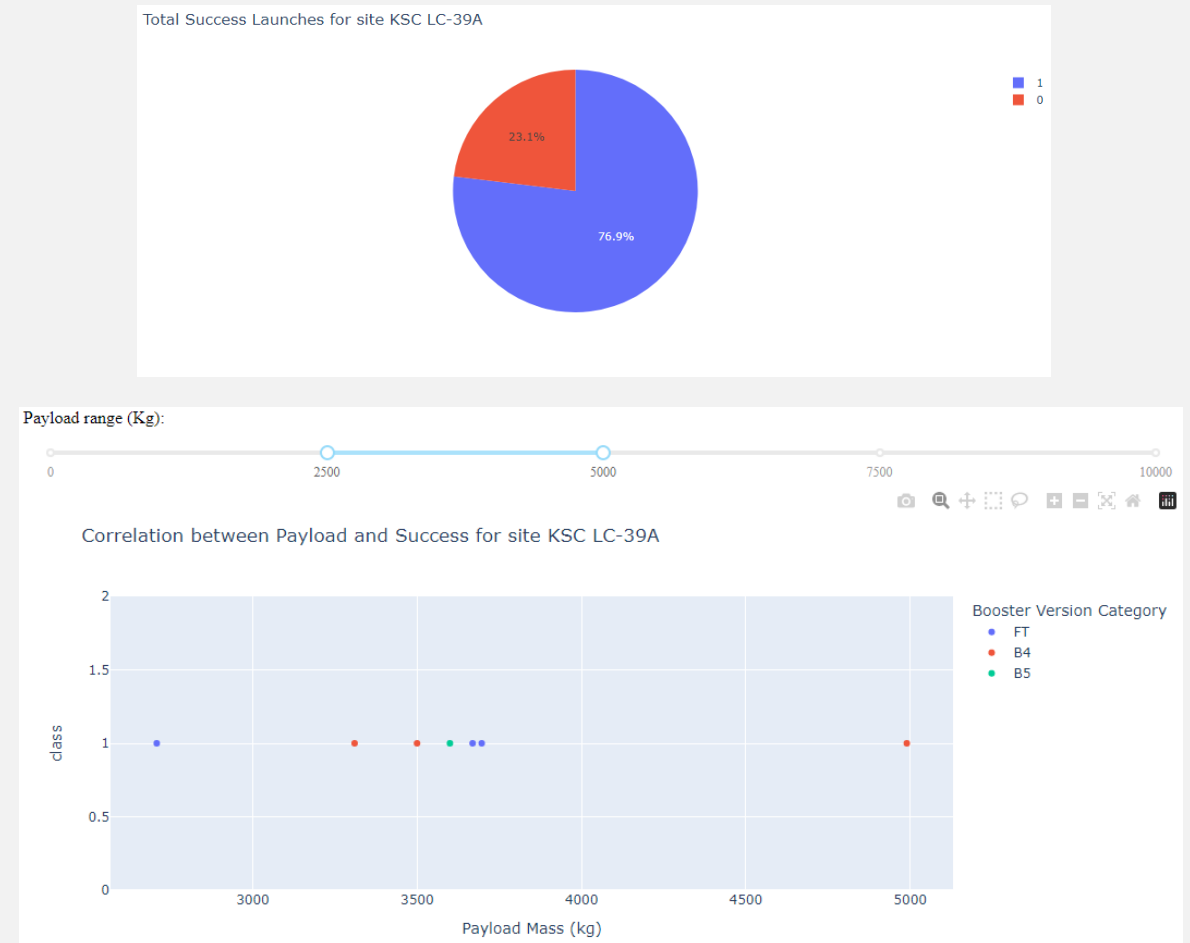 Total Success Launches for site KSC LC-39A
1
0
23.1%
76.9%
Payload range (Kg):
0 2500 5000 7500 10000
Correlation between Payload and Success for site KSC LC-39A
Booster Version Category
FT
B4
B5
2
1.5
1
0.5
0
class
3000 3500 4000 4500 5000
Payload Mass (kg)